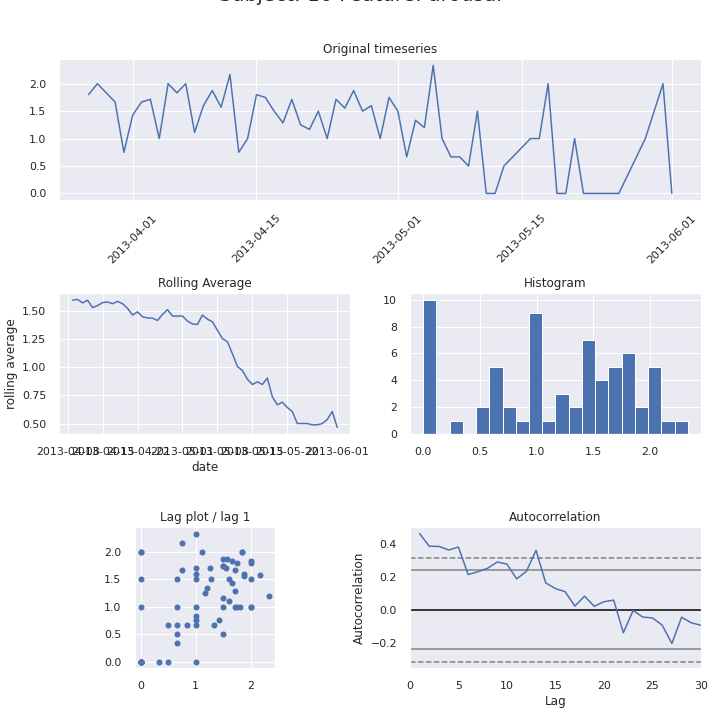 Original timeseries
2.0
1.5
1.0
0.5
0.0
2013-04-01
2013-04-15
2013-05-01
2013-05-15
2013-06-01
Rolling Average
rolling average
1.50
1.25
1.00
0.75
0.50
2013-06-01
date
Histogram
10
8
6
4
2
0
0.0 0.5 1.0 1.5 2.0
Lag plot / lag 1
2.0
1.5
1.0
0.5
0.0
0 1 2
Autocorrelation
Autocorrelation
0.4
0.2
0.0
−0.2
0 5 10 15 20 25 30
Lag